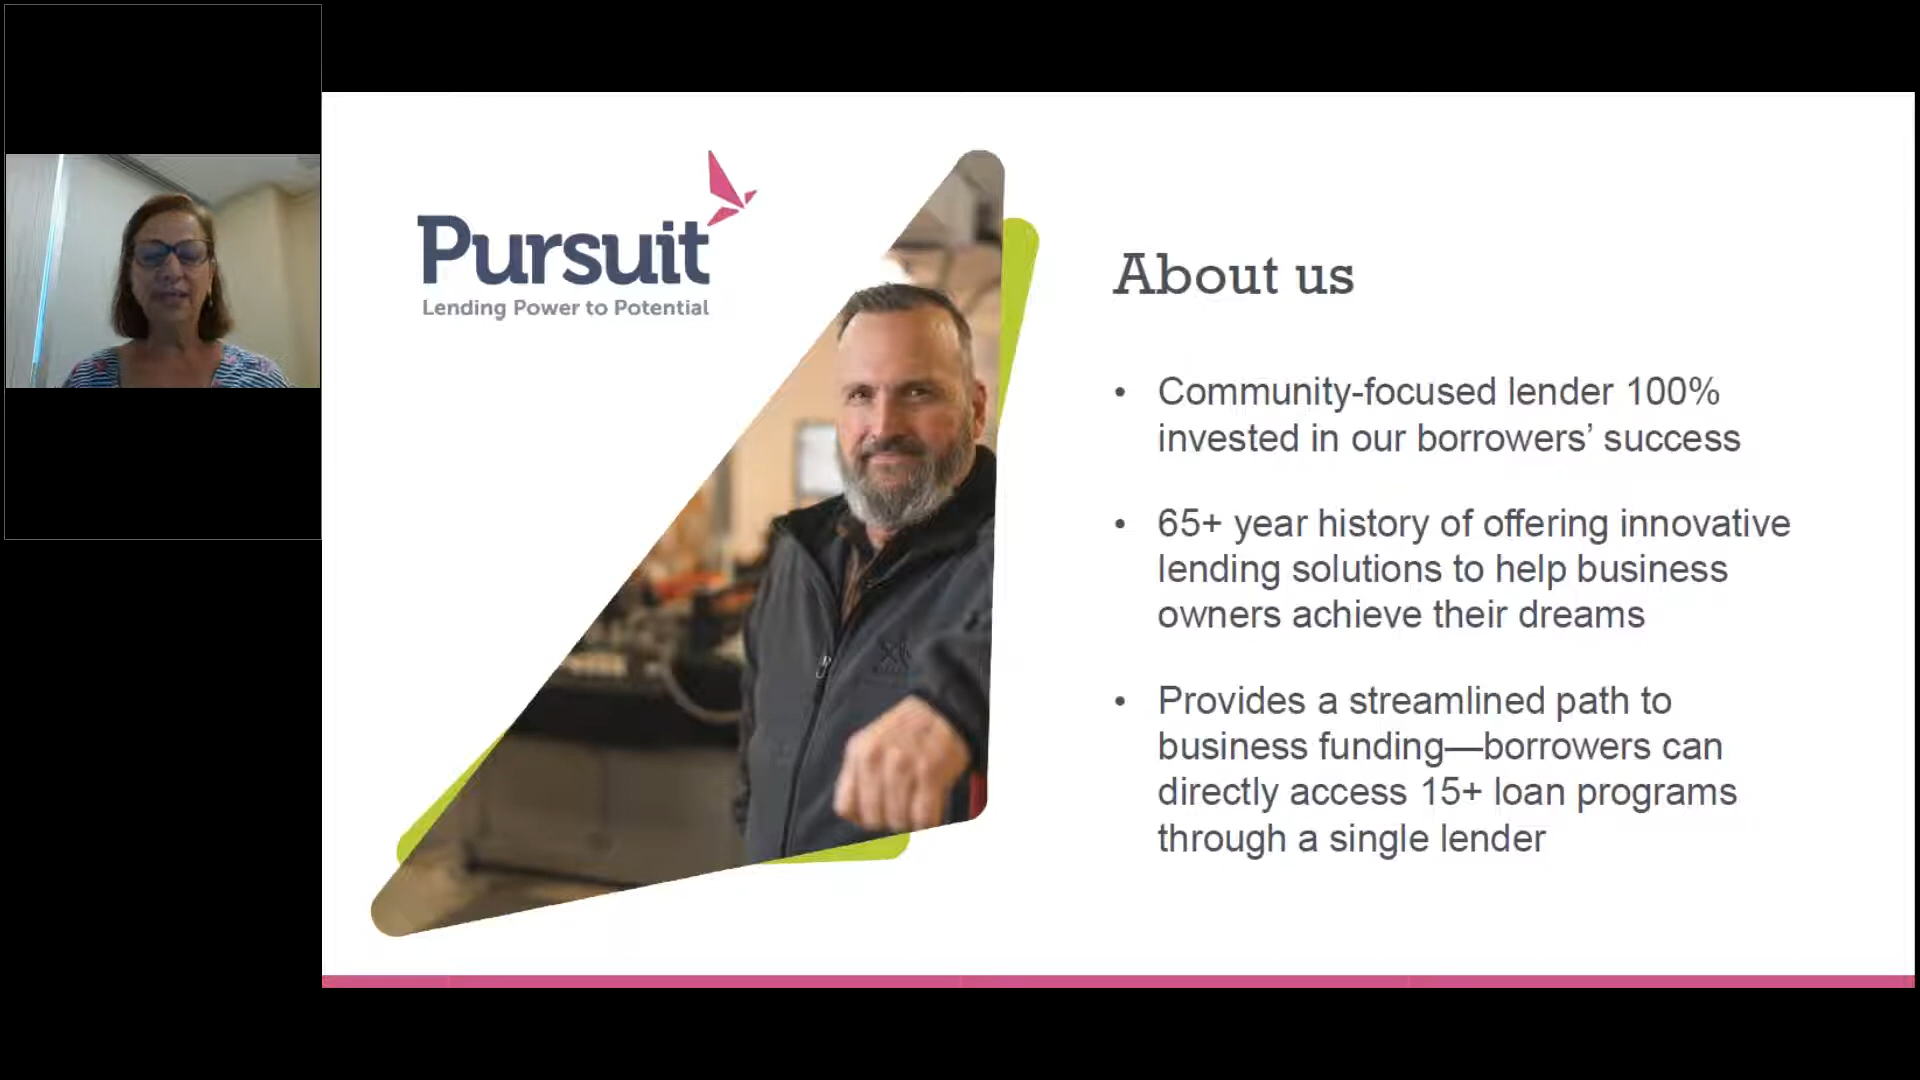 Pursuit
Lending Power to Potential
About us
• Community-focused lender 100%
invested in our borrowers’ success
• 65+ year history of offering innovative
lending solutions to help business
owners achieve their dreams
• Provides a streamlined path to
business funding—borrowers can
directly access 15+ loan programs
through a single lender